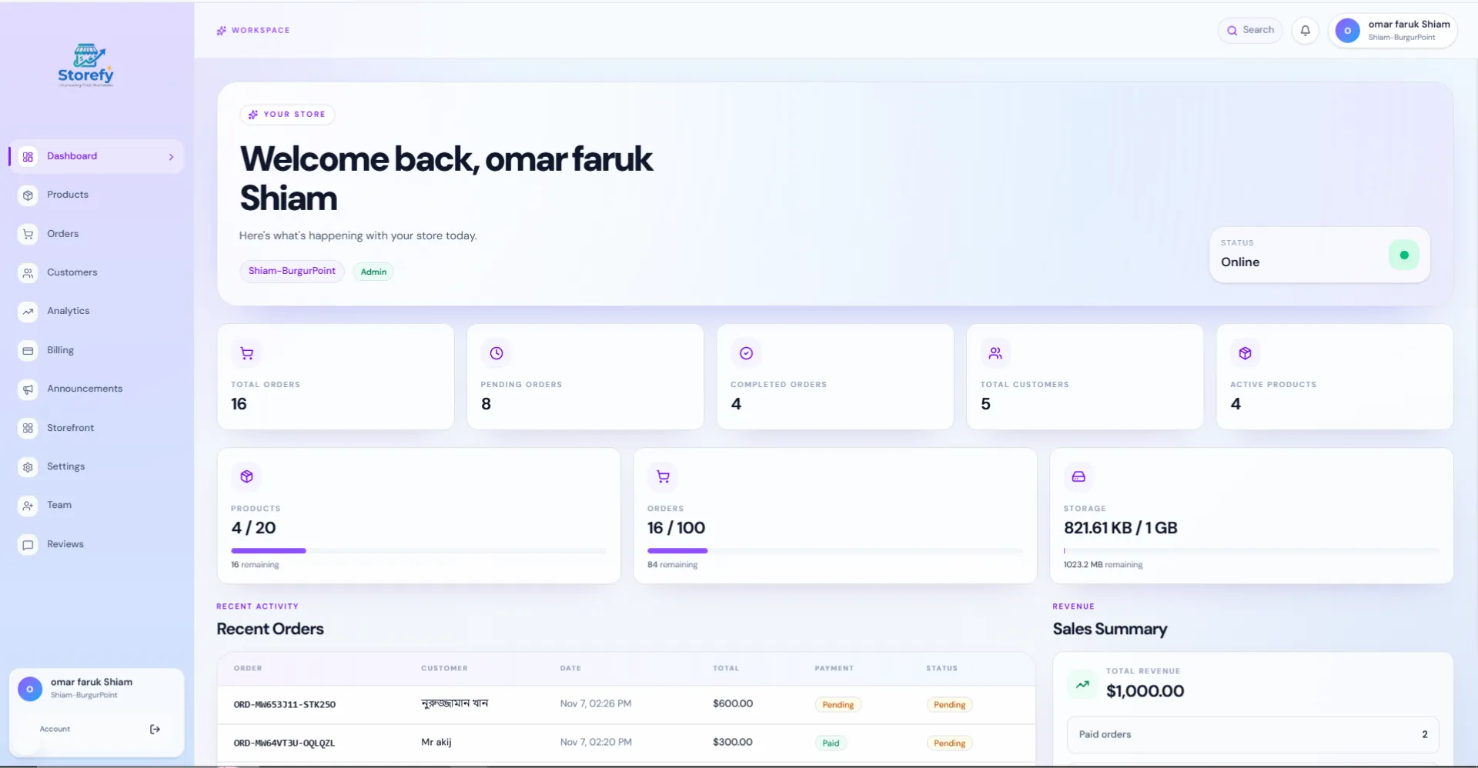 Storefy
Dashboard
Products
Orders
Customers
Analytics
Billing
Announcements
Storefront
Settings
Team
Reviews
O
omar faruk Shiam
Shiam-BurgurPoint
Account
WORKSPACE
Search
O
omar faruk Shiam
Shiam-BurgurPoint
YOUR STORE
Welcome back, omar faruk
Shiam
Here's what's happening with your store today.
Shiam-BurgurPoint Admin
STATUS
Online
TOTAL ORDERS
16
PENDING ORDERS
8
COMPLETED ORDERS
4
TOTAL CUSTOMERS
5
ACTIVE PRODUCTS
4
PRODUCTS
4 / 20
16 remaining
ORDERS
16 / 100
84 remaining
STORAGE
821.61 KB / 1 GB
1023.2 MB remaining
RECENT ACTIVITY
Recent Orders
ORDER CUSTOMER DATE TOTAL PAYMENT STATUS
ORD-MW653J11-STK25O নুরুজ্জামান খান Nov 7, 02:26 PM $600.00 Pending Pending
ORD-MW64VT3U-OQLQZL Mr akij Nov 7, 02:20 PM $300.00 Paid Pending
REVENUE
Sales Summary
TOTAL REVENUE
$1,000.00
Paid orders 2